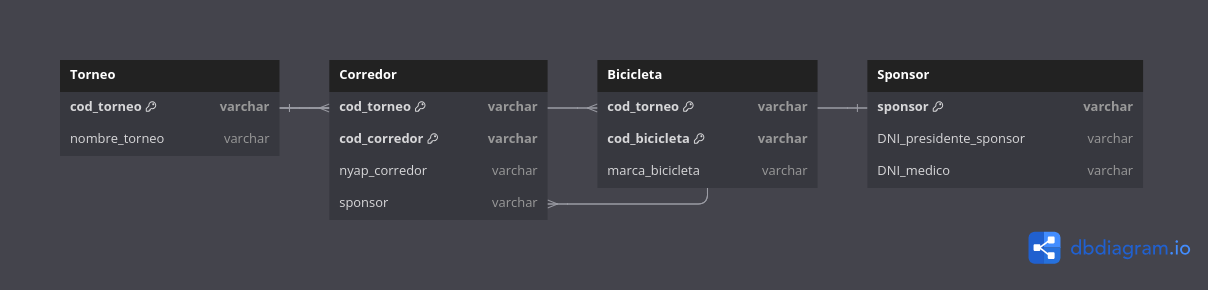 Torneo
cod_torneo varchar
nombre_torneo varchar
Corredor
cod_torneo varchar
cod_corredor varchar
nyap_corredor varchar
sponsor varchar
Bicicleta
cod_torneo varchar
cod_bicicleta varchar
marca_bicicleta varchar
Sponsor
sponsor varchar
DNI_presidente_sponsor varchar
DNI_medico varchar
dbdiagram.io